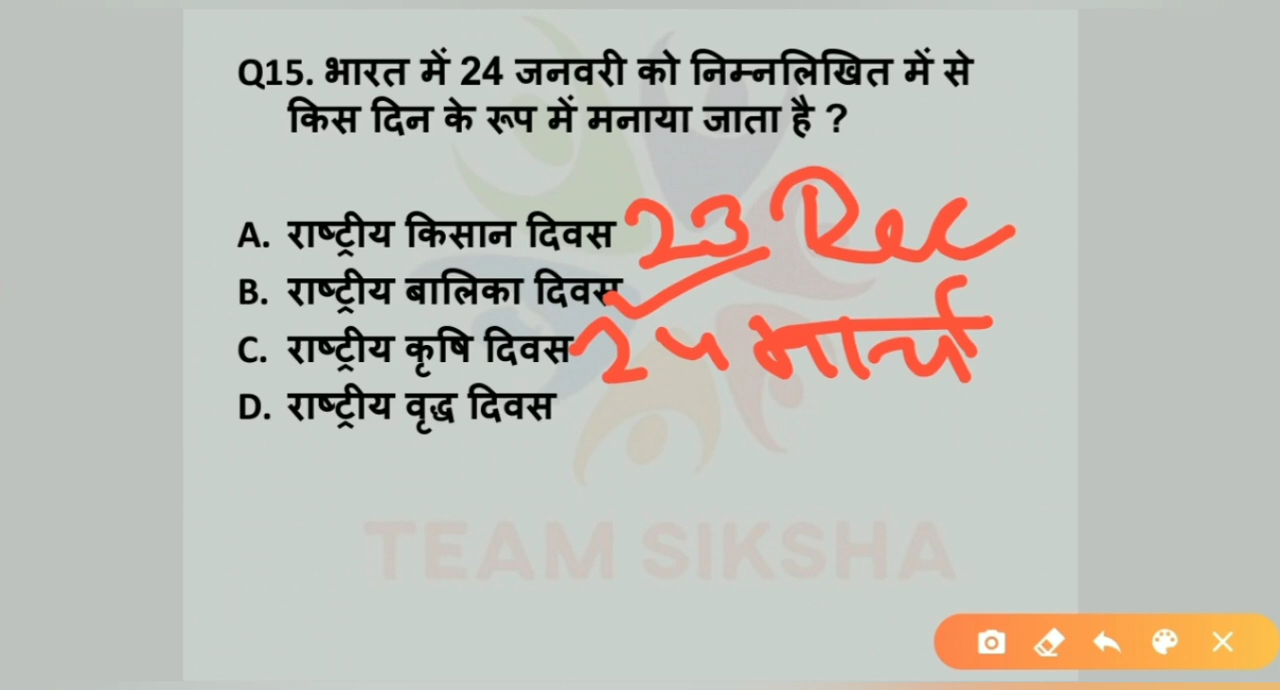 Q15. भारत में 24 जनवरी को निम्नलिखित में से
किस दिन के रूप में मनाया जाता है ?
A. राष्ट्रीय किसान दिवस 23 Dec
B. राष्ट्रीय बालिका दिवस
C. राष्ट्रीय कृषि दिवस 24 मार्च
D. राष्ट्रीय वृद्ध दिवस
TEAM SIKSHA